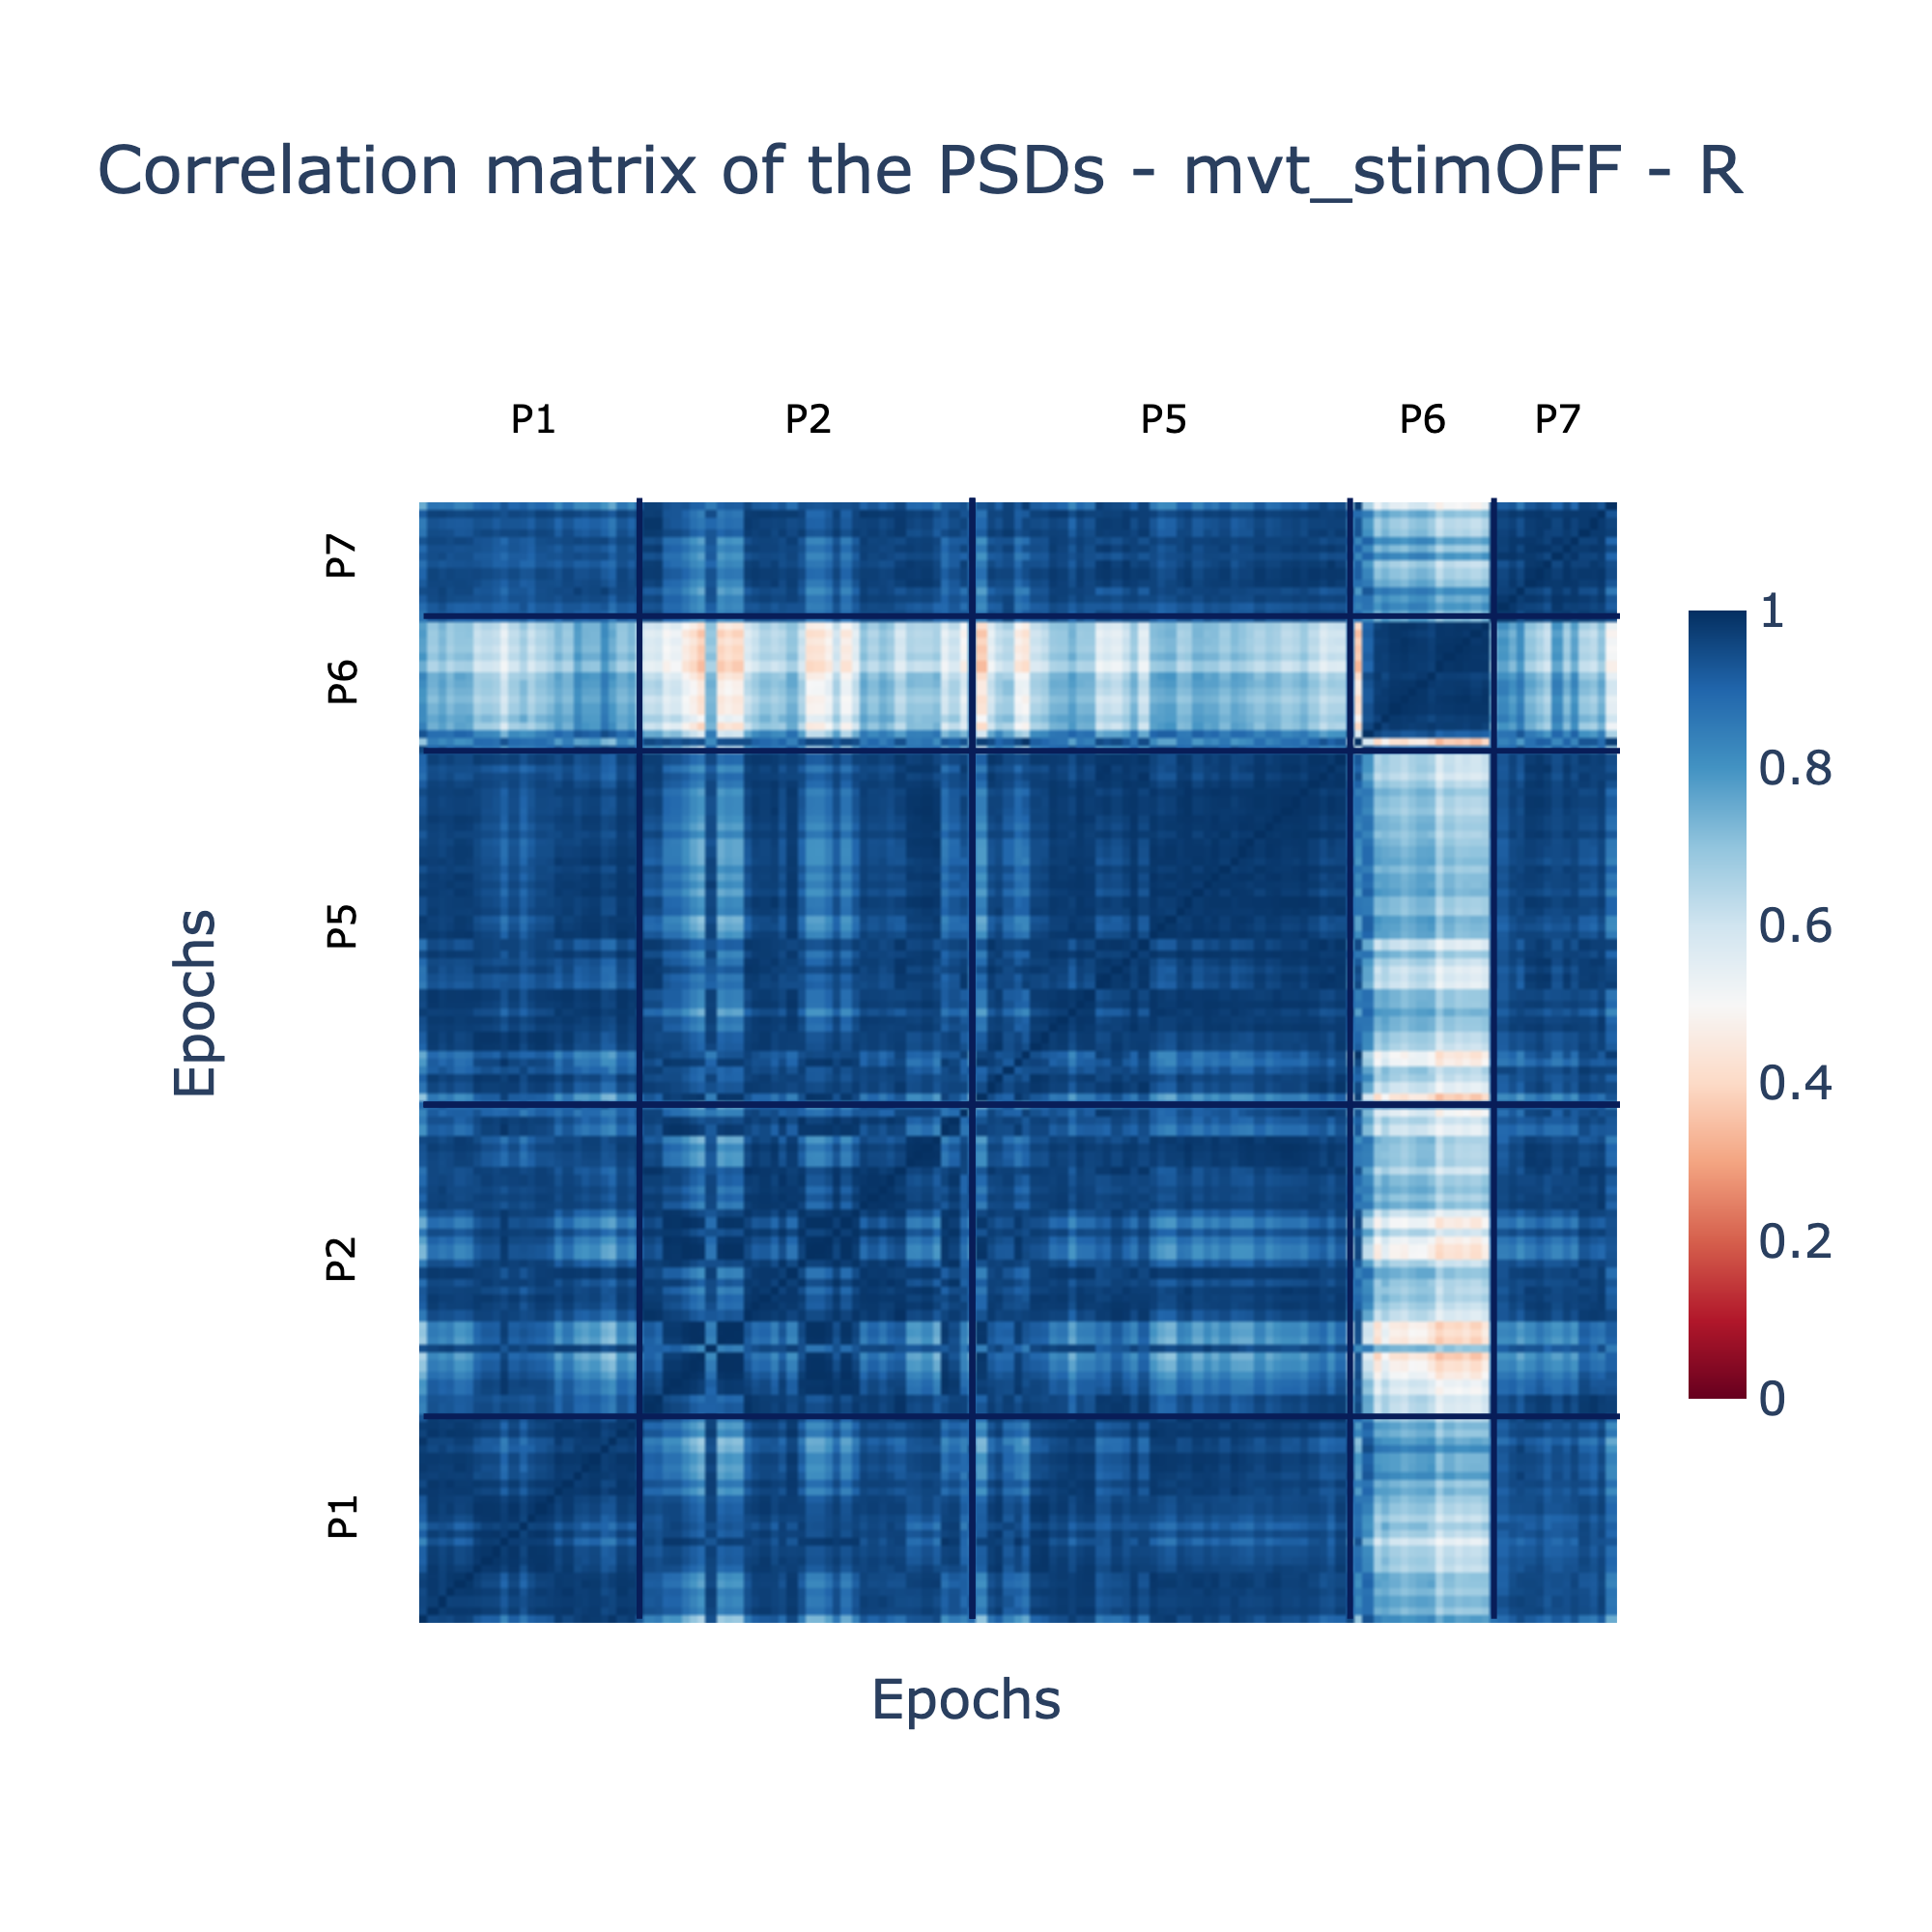 Correlation matrix of the PSDs - mvt_stimOFF - R
P1 P2 P5 P6 P7
P7
P6
P5
P2
P1
Epochs
Epochs
1
0.8
0.6
0.4
0.2
0